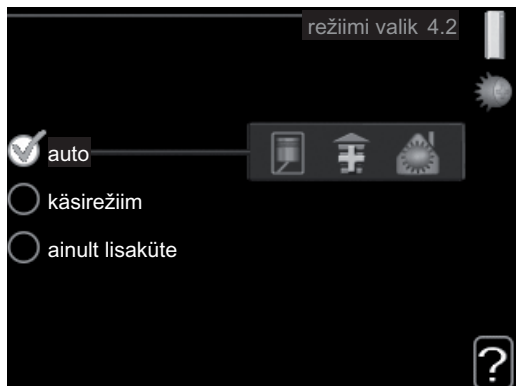 režiimi valik 4.2
auto
käsirežiim
ainult lisaküte
?